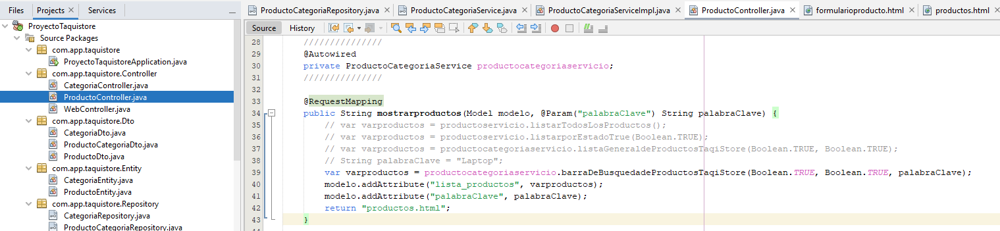 Files Projects Services
ProyectoTaquistore
Source Packages
com.app.taquistore
ProyectoTaquistoreApplication.java
com.app.taquistore.Controller
CategoriaController.java
ProductoController.java
WebController.java
com.app.taquistore.Dto
CategoriaDto.java
ProductoCategoriaDto.java
ProductoDto.java
com.app.taquistore.Entity
CategoriaEntity.java
ProductoEntity.java
com.app.taquistore.Repository
CategoriaRepository.java
ProductoCategoriaRepository.java
ProductoCategoriaRepository.java ProductoCategoriaService.java ProductoCategoriaServiceImpl.java ProductoController.java formularioproducto.html productos.html
Source History
28 ///////////////
29 @Autowired
30 private ProductoCategoriaService productocategoriaservicio;
31 ///////////////
32
33 @RequestMapping
34 public String mostrarproductos(Model modelo, @Param("palabraClave") String palabraClave) {
35 // var varproductos = productoservicio.listarTodosLosProductos();
36 // var varproductos = productoservicio.listarporEstadoTrue(Boolean.TRUE);
37 // var varproductos = productocategoriaservicio.listaGeneraldeProductosTaqiStore(Boolean.TRUE, Boolean.TRUE);
38 // String palabraClave = "Laptop";
39 var varproductos = productocategoriaservicio.barraDeBusquedadeProductosTaqiStore(Boolean.TRUE, Boolean.TRUE, palabraClave);
40 modelo.addAttribute("lista_productos", varproductos);
41 modelo.addAttribute("palabraClave", palabraClave);
42 return "productos.html";
43 }